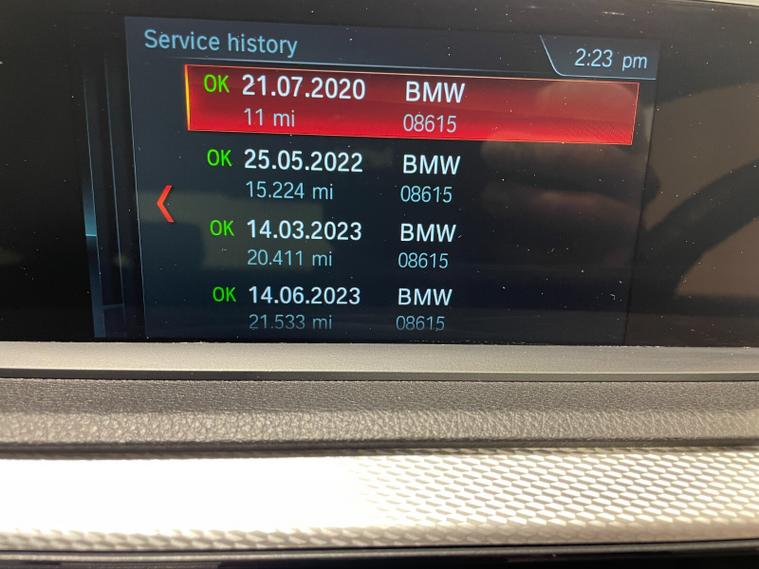 Service history
2:23 pm
OK 21.07.2020 BMW
11 mi 08615
OK 25.05.2022 BMW
15.224 mi 08615
OK 14.03.2023 BMW
20.411 mi 08615
OK 14.06.2023 BMW
21.533 mi 08615